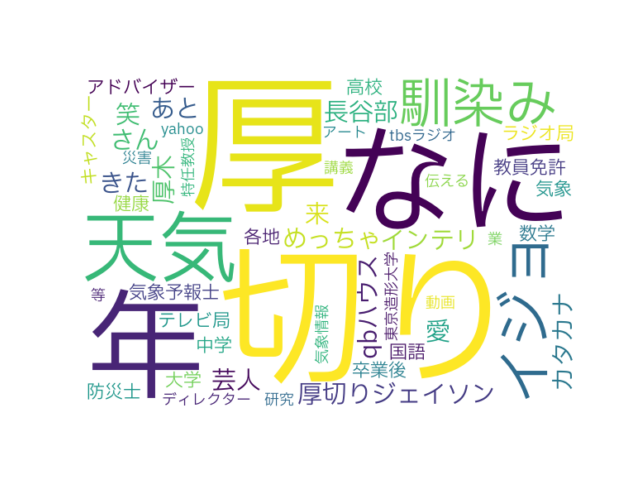 アドバイザー
高校
長谷部
馴染み
キャスター
笑
あと
さん
yahoo
アート
tbsラジオ
ラジオ局
災害
特任教授
厚
なに
教員免許
きた
厚木
講義
伝える
気象
健康
来
天気
各地
めっちゃインテリ
業
数学
ヨ
イジ
切り
年
等
気象予報士
テレビ局
気象情報
qbハウス
東京造形大学
動画
愛
カタカナ
中学
国語
防災士
大学
芸人
卒業後
ディレクター
研究
厚切りジェイソン